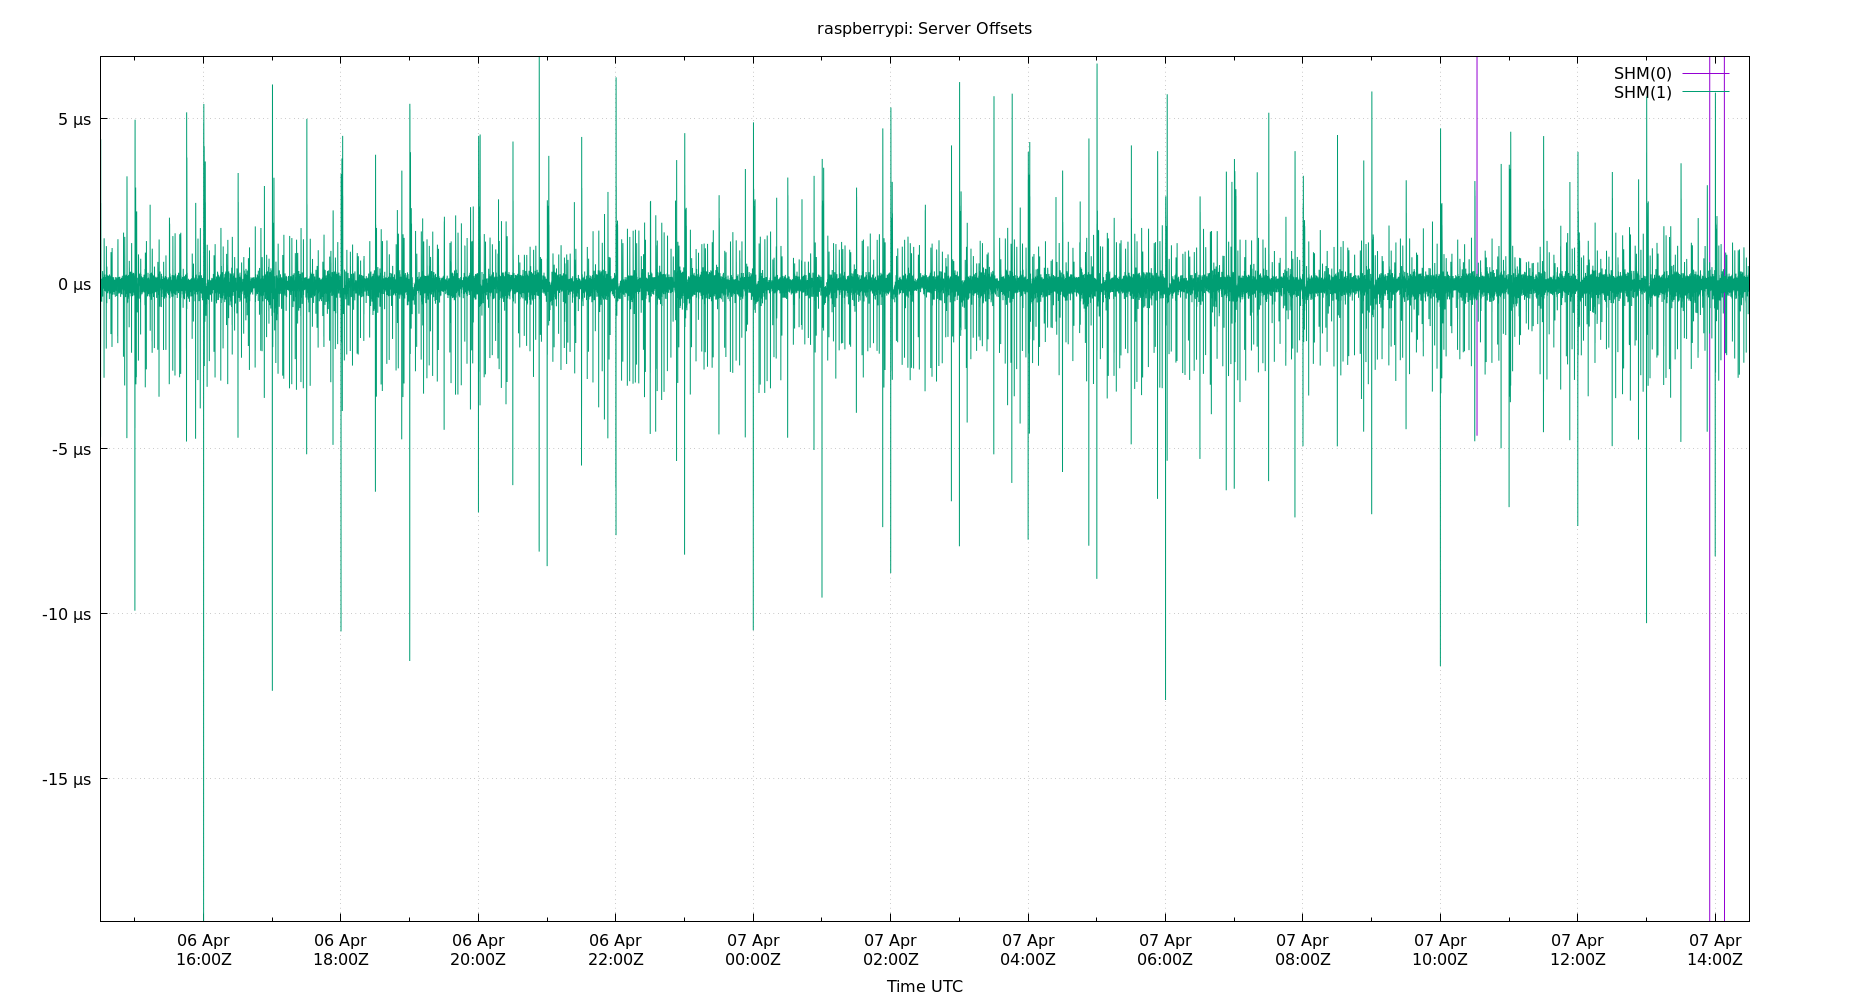 raspberrypi: Server Offsets
SHM(0)
SHM(1)
5 µs
0 µs
-5 µs
-10 µs
-15 µs
06 Apr 06 Apr 06 Apr 06 Apr 07 Apr 07 Apr 07 Apr 07 Apr 07 Apr 07 Apr 07 Apr 07 Apr
16:00Z 18:00Z 20:00Z 22:00Z 00:00Z 02:00Z 04:00Z 06:00Z 08:00Z 10:00Z 12:00Z 14:00Z
Time UTC